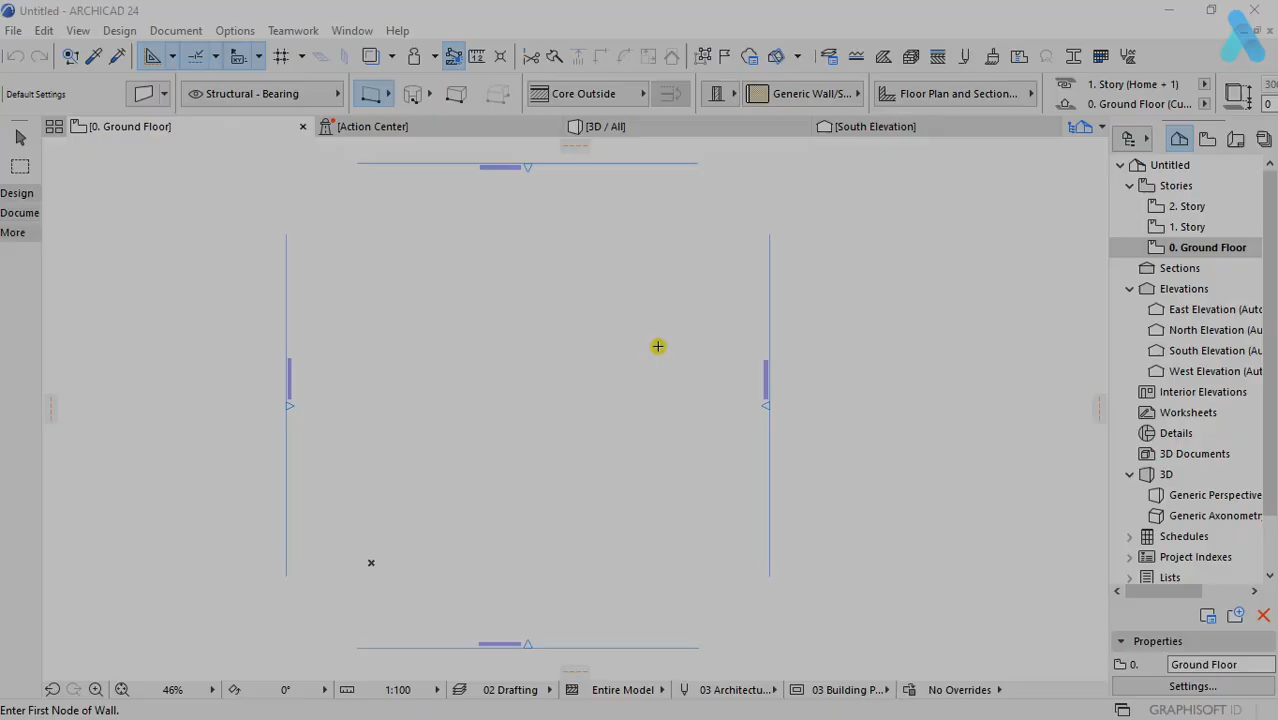 Untitled - ARCHICAD 24
File Edit View Design Document Options Teamwork Window Help
Default Settings
Structural - Bearing
Core Outside
Generic Wall/S...
Floor Plan and Section...
1. Story (Home + 1)
0. Ground Floor (Cu...
0
[0. Ground Floor]
[Action Center]
[3D / All]
[South Elevation]
Design
Docume
More
Untitled
Stories
2. Story
1. Story
0. Ground Floor
Sections
Elevations
East Elevation (Auto
North Elevation (Aut
South Elevation (Aut
West Elevation (Aut
Interior Elevations
Worksheets
Details
3D Documents
3D
Generic Perspective
Generic Axonometr
Schedules
Project Indexes
Lists
Properties
0.
Ground Floor
Settings...
46%
0°
1:100
02 Drafting
Entire Model
03 Architectu...
03 Building P...
No Overrides
Enter First Node of Wall.
GRAPHISOFT ID